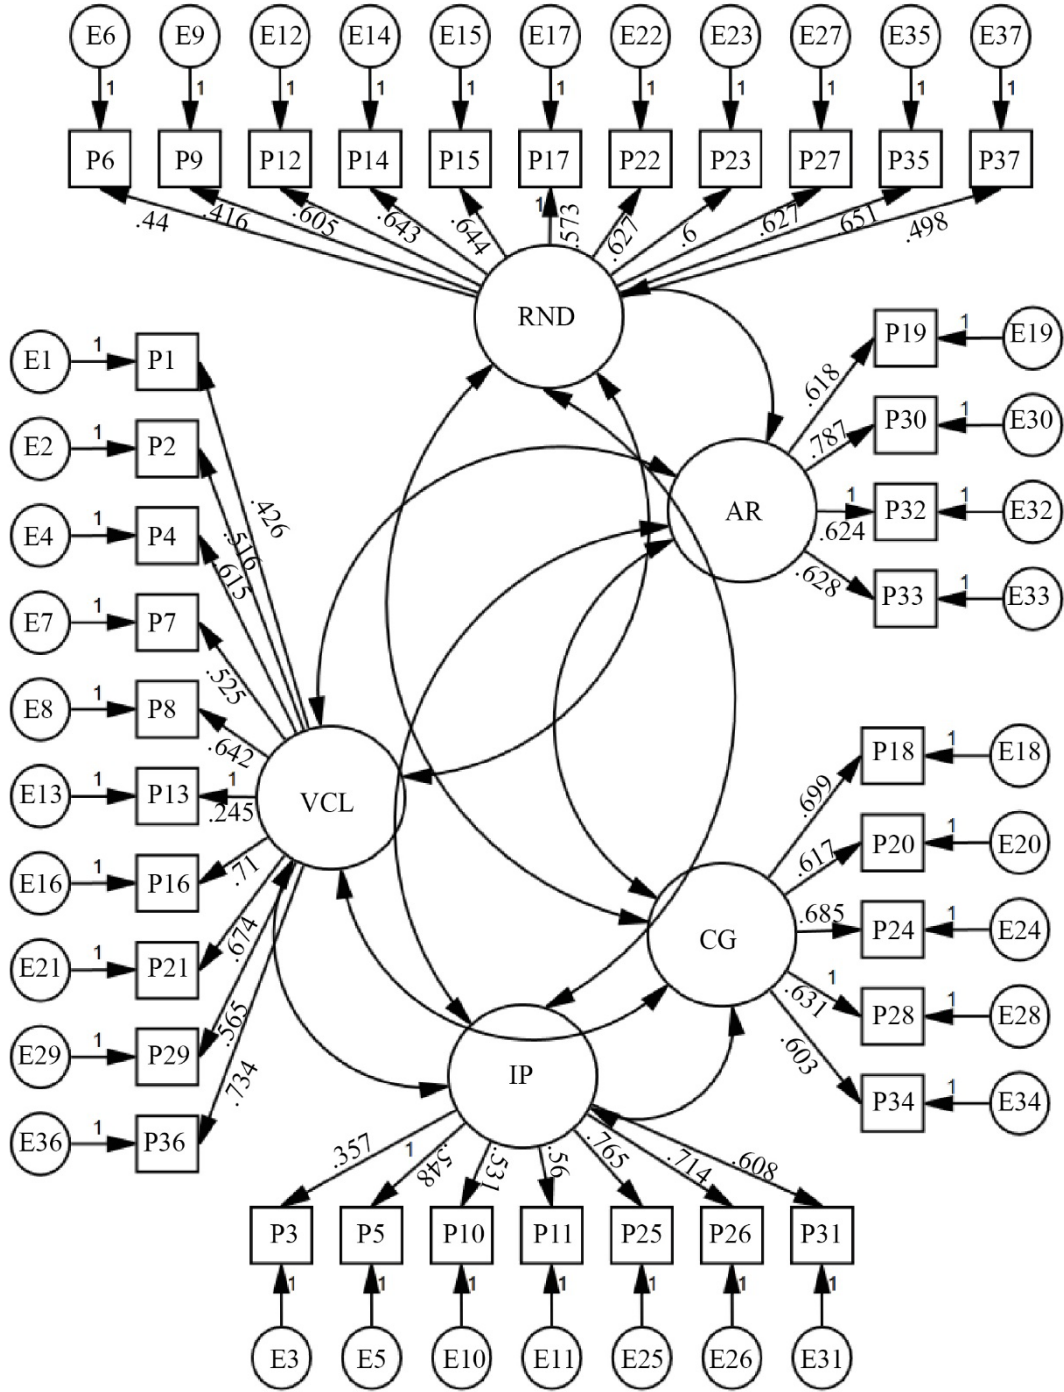 E6 E9 E12 E14 E15 E17 E22 E23 E27 E35 E37
1 1 1 1 1 1 1 1 1 1 1
P6 P9 P12 P14 P15 P17 P22 P23 P27 P35 P37
.44 .416 .605 .643 .644 1 .573 .627 .6 .627 .651 .498
RND
E1 1 P1
E2 1 P2
E4 1 P4
E7 1 P7
E8 1 P8
E13 1 P13
E16 1 P16
E21 1 P21
E29 1 P29
E36 1 P36
.426
.516
.615
.525
.642
1
.245
.71
.674
.565
.734
VCL
AR
.618
.787
1
.624
.628
P19 1 E19
P30 1 E30
P32 1 E32
P33 1 E33
CG
.699
.617
.685
1
.631
.603
P18 1 E18
P20 1 E20
P24 1 E24
P28 1 E28
P34 1 E34
IP
.357 1 .548 .531 .56 .765 .714 .608
P3 P5 P10 P11 P25 P26 P31
1 1 1 1 1 1 1
E3 E5 E10 E11 E25 E26 E31